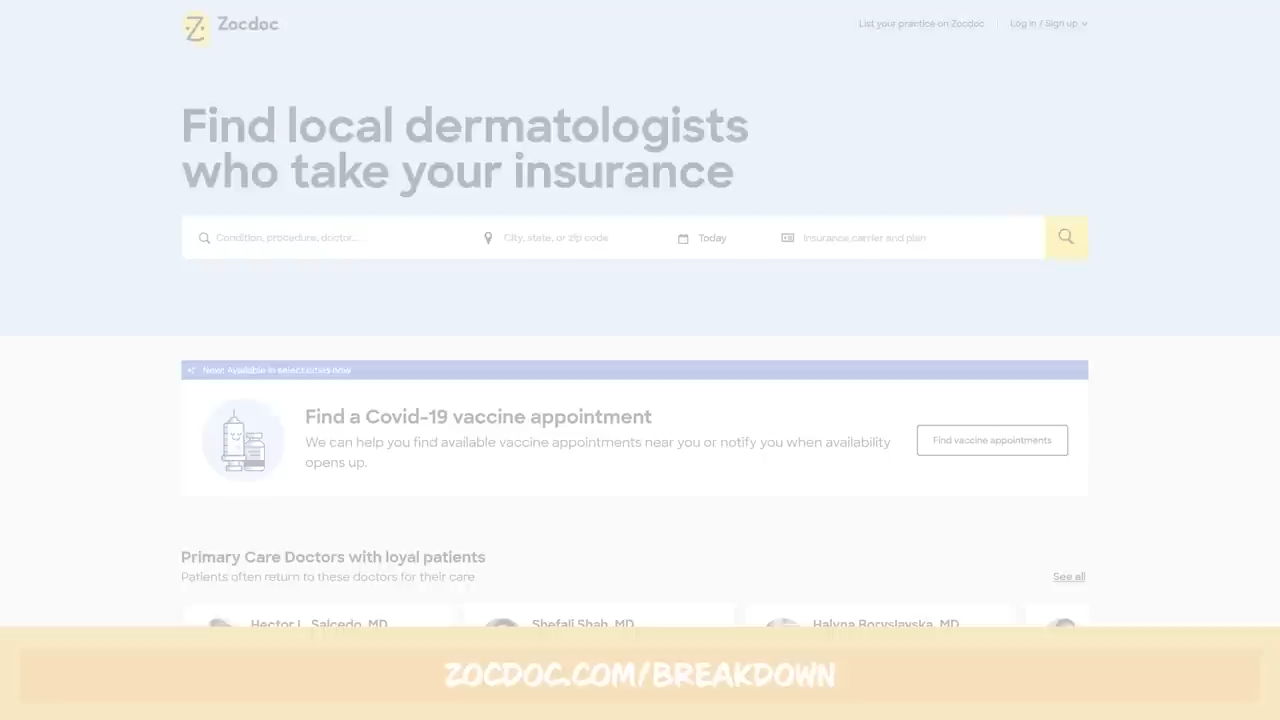 Zocdoc
List your practice on Zocdoc
Log in / Sign up
Find local dermatologists
who take your insurance
Condition, procedure, doctor...
City, state, or zip code
Today
Insurance carrier and plan
New! Available in select cities now
Find a Covid-19 vaccine appointment
We can help you find available vaccine appointments near you or notify you when availability
opens up.
Find vaccine appointments
Primary Care Doctors with loyal patients
Patients often return to these doctors for their care
See all
Hector L. Salcedo, MD
Shefali Shah, MD
Halyna Boryslavska, MD
ZOCDOC.COM/BREAKDOWN